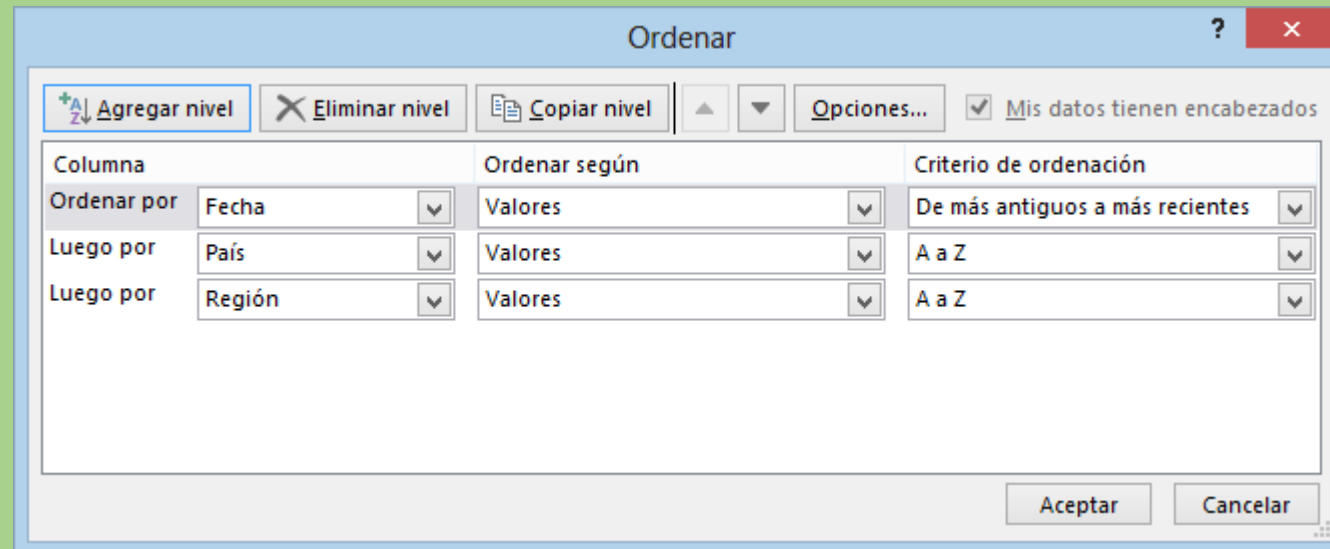 Ordenar ?
Agregar nivel Eliminar nivel Copiar nivel Opciones... Mis datos tienen encabezados
Columna Ordenar según Criterio de ordenación
Ordenar por Fecha Valores De más antiguos a más recientes
Luego por País Valores A a Z
Luego por Región Valores A a Z
Aceptar Cancelar